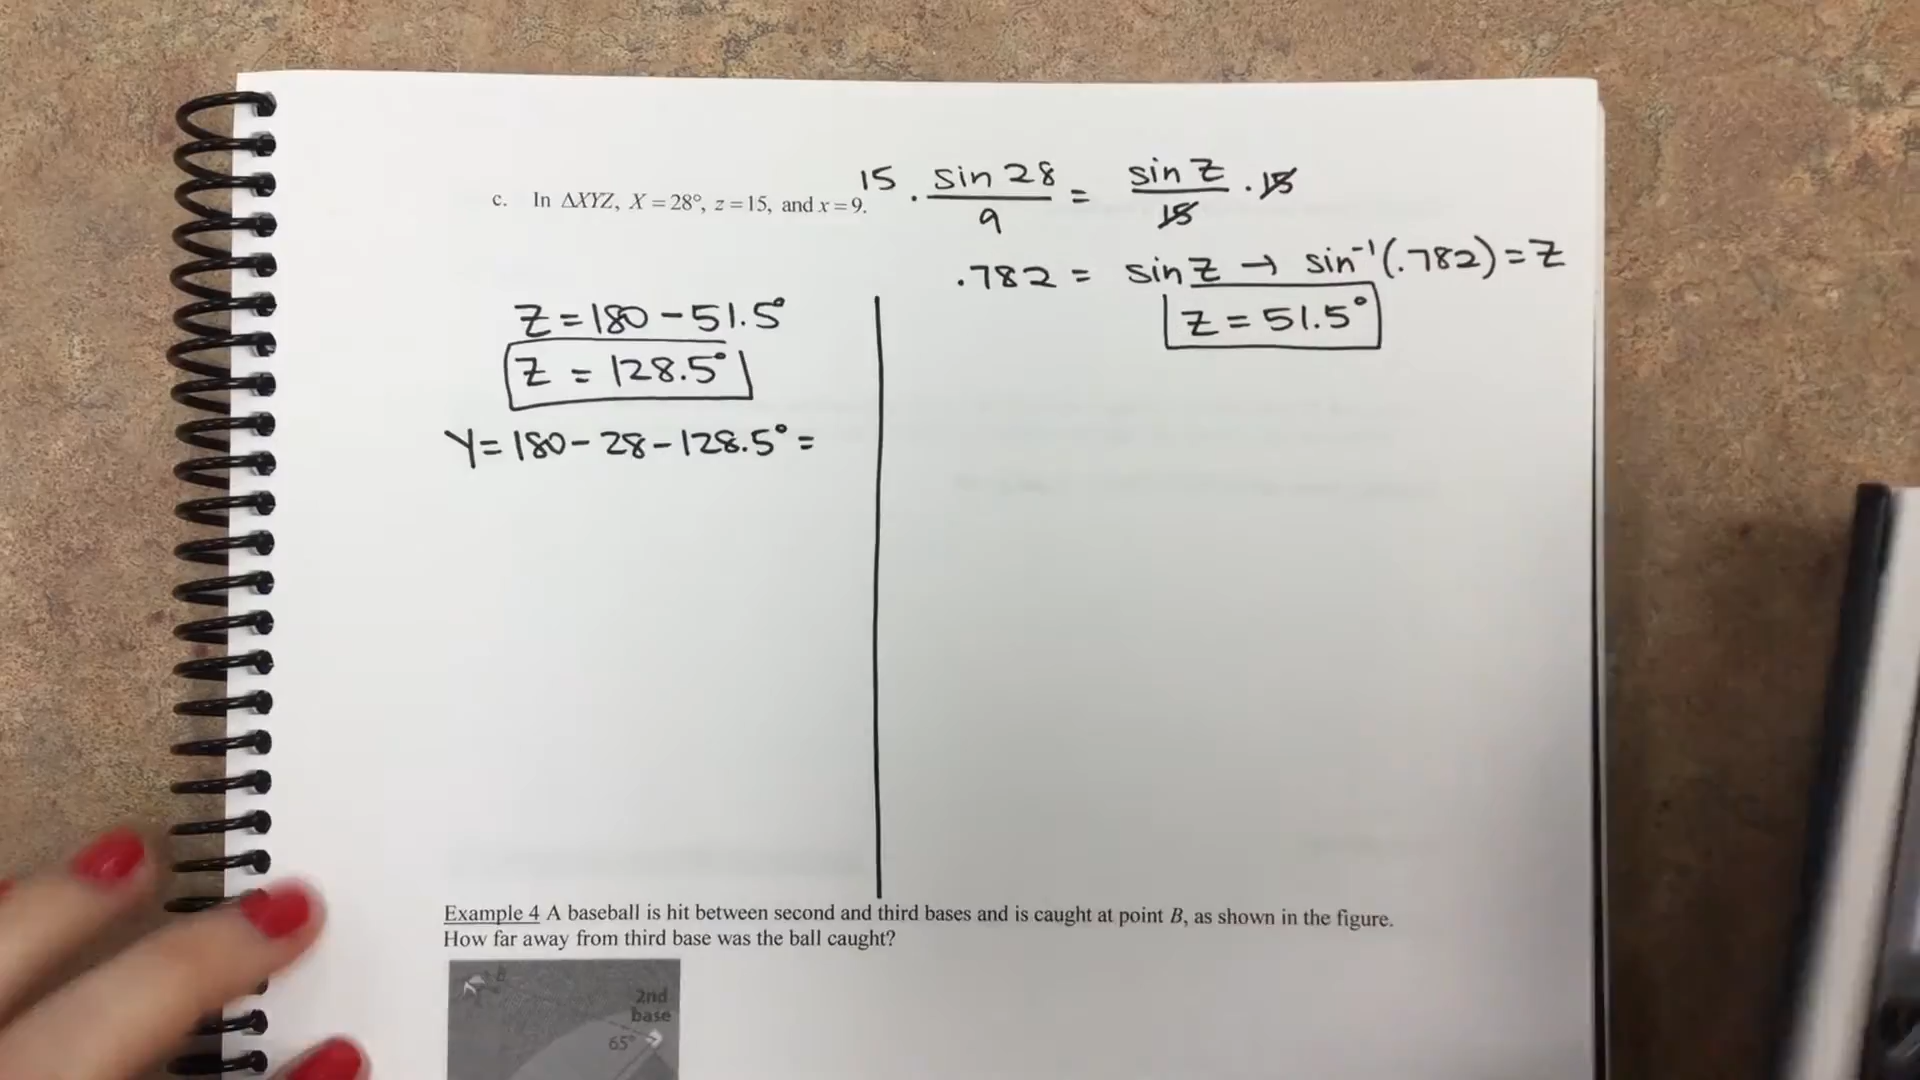 c. In ΔXYZ, X = 28°, z = 15, and x = 9.
15 · sin 28 / 9 = sin Z / 15 · 15
.782 = sin Z → sin⁻¹(.782) = Z
Z = 51.5°
Z = 180 - 51.5°
Z = 128.5°
Y = 180 - 28 - 128.5° =
Example 4 A baseball is hit between second and third bases and is caught at point B, as shown in the figure.
How far away from third base was the ball caught?
B
2nd
base
65°